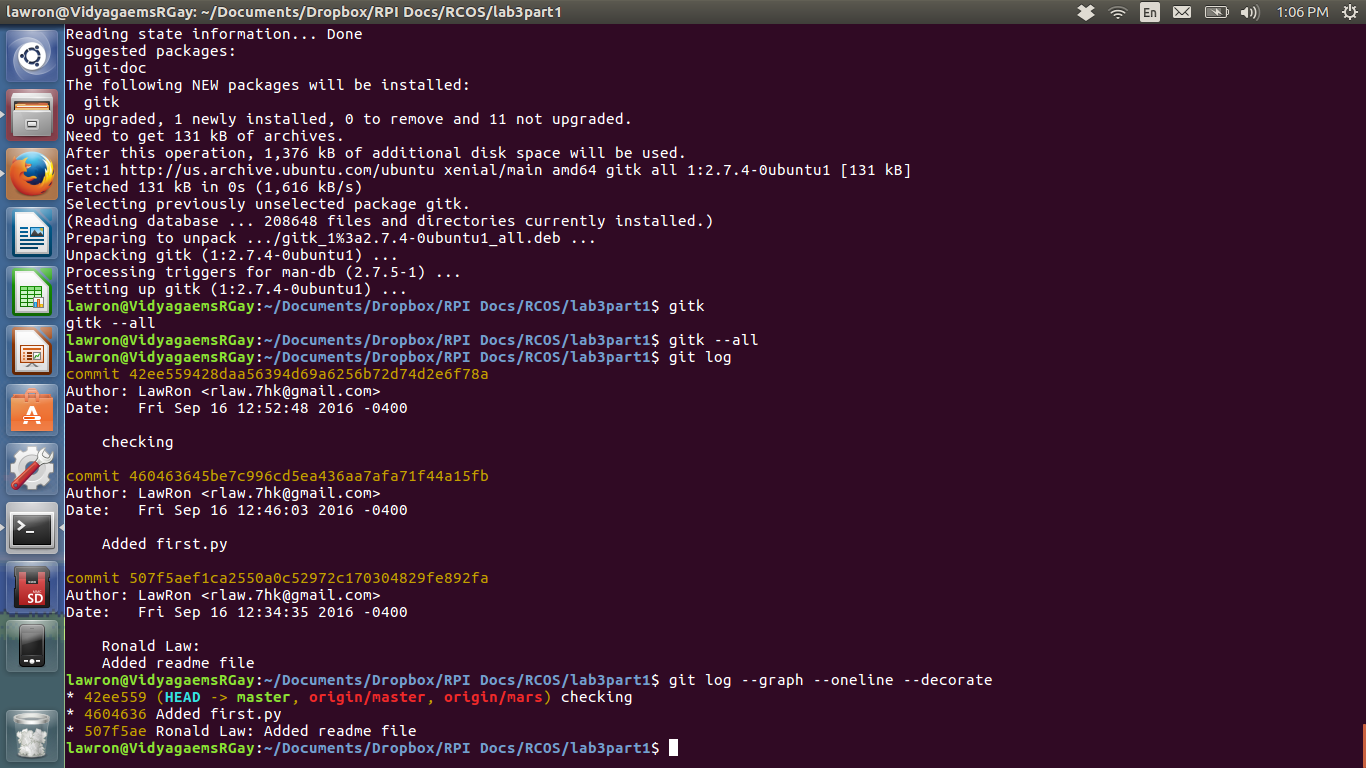 lawron@VidyagaemsRGay: ~/Documents/Dropbox/RPI Docs/RCOS/lab3part1
En
1:06 PM
Reading state information... Done
Suggested packages:
  git-doc
The following NEW packages will be installed:
  gitk
0 upgraded, 1 newly installed, 0 to remove and 11 not upgraded.
Need to get 131 kB of archives.
After this operation, 1,376 kB of additional disk space will be used.
Get:1 http://us.archive.ubuntu.com/ubuntu xenial/main amd64 gitk all 1:2.7.4-0ubuntu1 [131 kB]
Fetched 131 kB in 0s (1,616 kB/s)
Selecting previously unselected package gitk.
(Reading database ... 208648 files and directories currently installed.)
Preparing to unpack .../gitk_1%3a2.7.4-0ubuntu1_all.deb ...
Unpacking gitk (1:2.7.4-0ubuntu1) ...
Processing triggers for man-db (2.7.5-1) ...
Setting up gitk (1:2.7.4-0ubuntu1) ...
lawron@VidyagaemsRGay:~/Documents/Dropbox/RPI Docs/RCOS/lab3part1$ gitk
gitk --all
lawron@VidyagaemsRGay:~/Documents/Dropbox/RPI Docs/RCOS/lab3part1$ gitk --all
lawron@VidyagaemsRGay:~/Documents/Dropbox/RPI Docs/RCOS/lab3part1$ git log
commit 42ee559428daa56394d69a6256b72d74d2e6f78a
Author: LawRon <rlaw.7hk@gmail.com>
Date:   Fri Sep 16 12:52:48 2016 -0400
    checking
commit 460463645be7c996cd5ea436aa7afa71f44a15fb
Author: LawRon <rlaw.7hk@gmail.com>
Date:   Fri Sep 16 12:46:03 2016 -0400
    Added first.py
commit 507f5aef1ca2550a0c52972c170304829fe892fa
Author: LawRon <rlaw.7hk@gmail.com>
Date:   Fri Sep 16 12:34:35 2016 -0400
    Ronald Law:
    Added readme file
lawron@VidyagaemsRGay:~/Documents/Dropbox/RPI Docs/RCOS/lab3part1$ git log --graph --oneline --decorate
* 42ee559 (HEAD -> master, origin/master, origin/mars) checking
* 4604636 Added first.py
* 507f5ae Ronald Law: Added readme file
lawron@VidyagaemsRGay:~/Documents/Dropbox/RPI Docs/RCOS/lab3part1$
SD